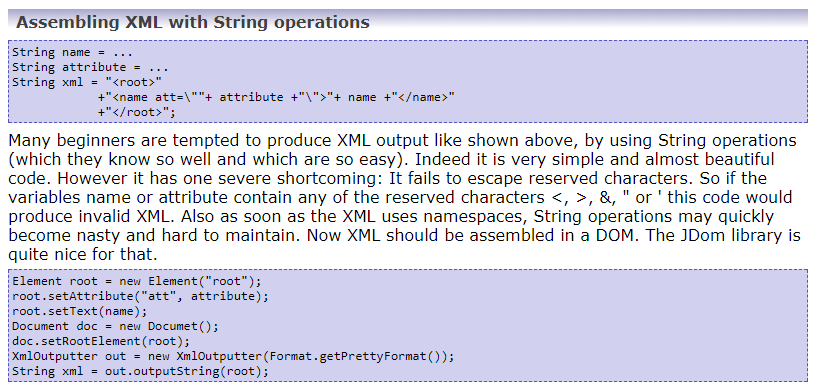 Assembling XML with String operations
String name = ...
String attribute = ...
String xml = "<root>"
            +"<name att=\""+ attribute +"\">"+ name +"</name>"
            +"</root>";
Many beginners are tempted to produce XML output like shown above, by using String operations
(which they know so well and which are so easy). Indeed it is very simple and almost beautiful
code. However it has one severe shortcoming: It fails to escape reserved characters. So if the
variables name or attribute contain any of the reserved characters <, >, &, " or ' this code would
produce invalid XML. Also as soon as the XML uses namespaces, String operations may quickly
become nasty and hard to maintain. Now XML should be assembled in a DOM. The JDom library is
quite nice for that.
Element root = new Element("root");
root.setAttribute("att", attribute);
root.setText(name);
Document doc = new Documet();
doc.setRootElement(root);
XmlOutputter out = new XmlOutputter(Format.getPrettyFormat());
String xml = out.outputString(root);